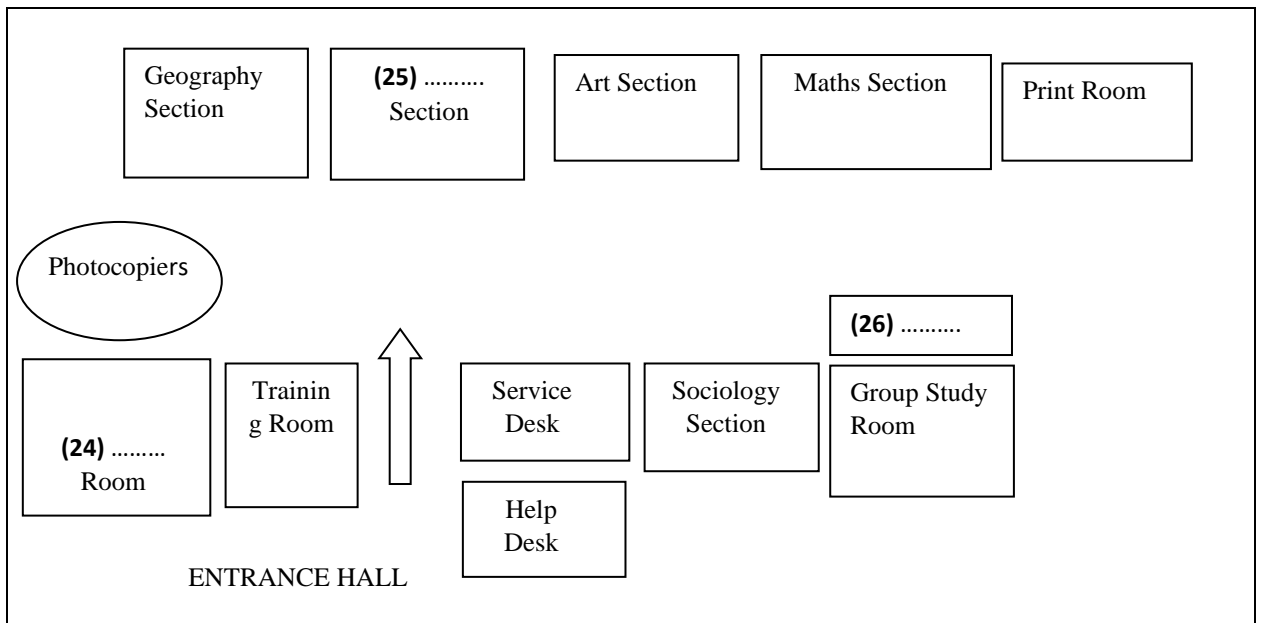 Geography
Section
(25) ..........
Section
Art Section
Maths Section
Print Room
Photocopiers
(26) ..........
(24) .........
Room
Trainin
g Room
Service
Desk
Sociology
Section
Group Study
Room
Help
Desk
ENTRANCE HALL